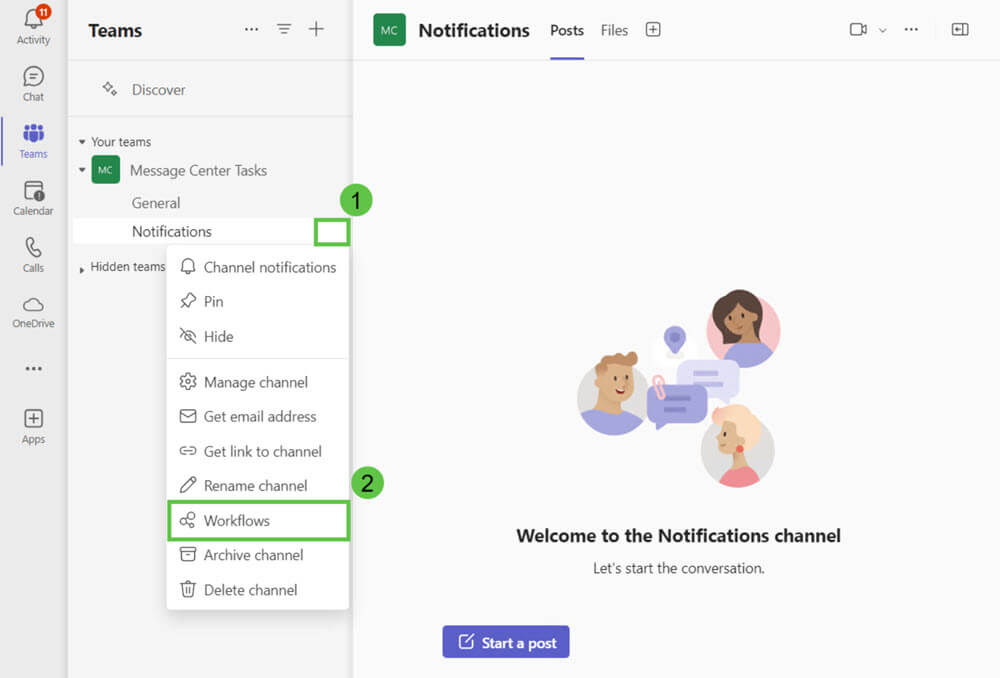 11
Activity
Chat
Teams
Calendar
Calls
OneDrive
Apps
Teams
Discover
Your teams
MC Message Center Tasks
General
1
Notifications
Hidden teams
Channel notifications
Pin
Hide
Manage channel
Get email address
Get link to channel
Rename channel
2
Workflows
Archive channel
Delete channel
MC Notifications Posts Files
Welcome to the Notifications channel
Let's start the conversation.
Start a post